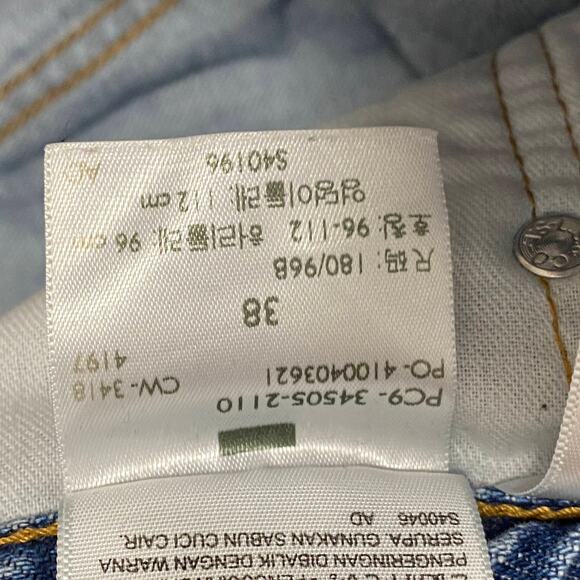 PC9- 34505-2110
PO- 4100403621
CW- 3418
4197
38
尺码: 180/96B
호칭: 96-112 허리둘레: 96 cm
엉덩이둘레: 112 cm
S40196
PENGERINGAN DIBALIK DENGAN WARNA
SERUPA. GUNAKAN SABUN CUCI CAIR.
S40046 AD